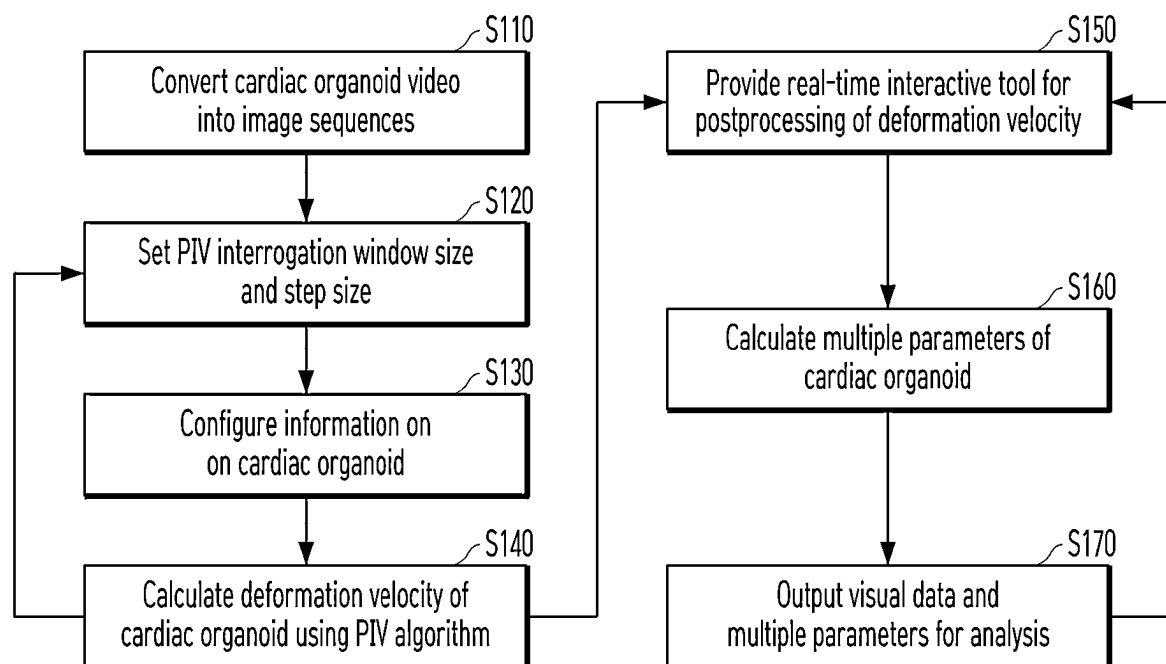 S110
Convert cardiac organoid video
into image sequences
S120
Set PIV interrogation window size
and step size
S130
Configure information on
on cardiac organoid
S140
Calculate deformation velocity of
cardiac organoid using PIV algorithm
S150
Provide real-time interactive tool for
postprocessing of deformation velocity
S160
Calculate multiple parameters of
cardiac organoid
S170
Output visual data and
multiple parameters for analysis